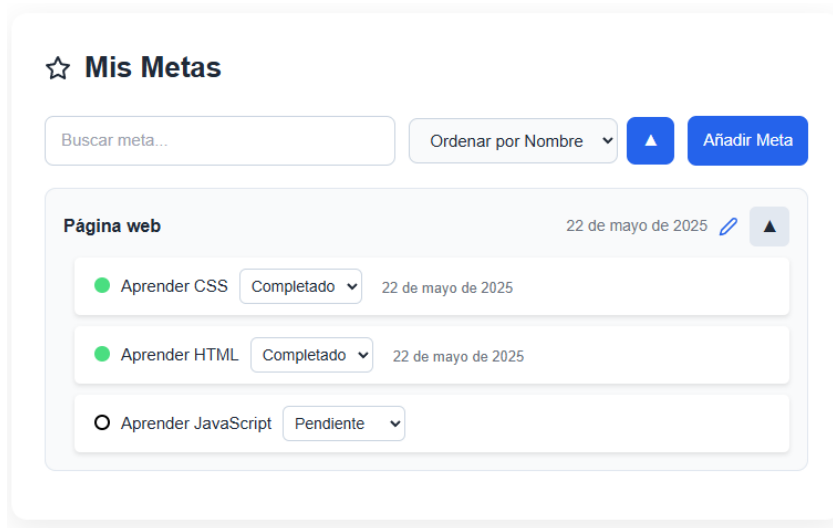 Mis Metas
Buscar meta... Ordenar por Nombre ▲ Añadir Meta
Página web 22 de mayo de 2025 ▲
Aprender CSS Completado 22 de mayo de 2025
Aprender HTML Completado 22 de mayo de 2025
Aprender JavaScript Pendiente